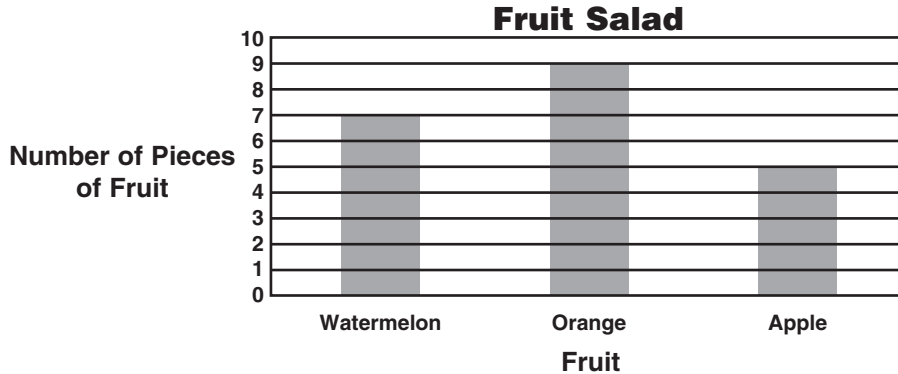 Fruit Salad
10
9
8
7
6
5
4
3
2
1
0
Number of Pieces
of Fruit
Watermelon Orange Apple
Fruit